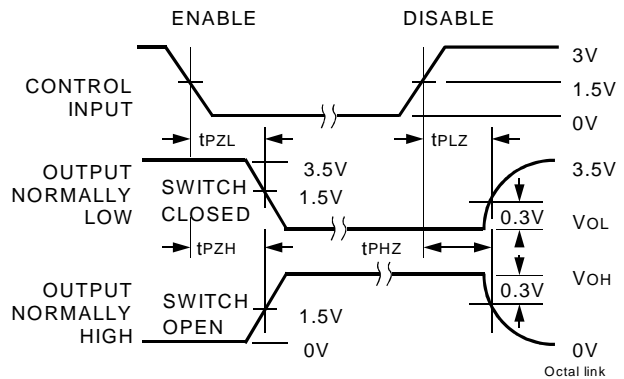 ENABLE
DISABLE
CONTROL
INPUT
3V
1.5V
0V
tPZL
tPLZ
OUTPUT
NORMALLY
LOW
SWITCH
CLOSED
3.5V
1.5V
3.5V
0.3V
VOL
tPZH
tPHZ
OUTPUT
NORMALLY
HIGH
SWITCH
OPEN
1.5V
0V
0.3V
VOH
0V
Octal link